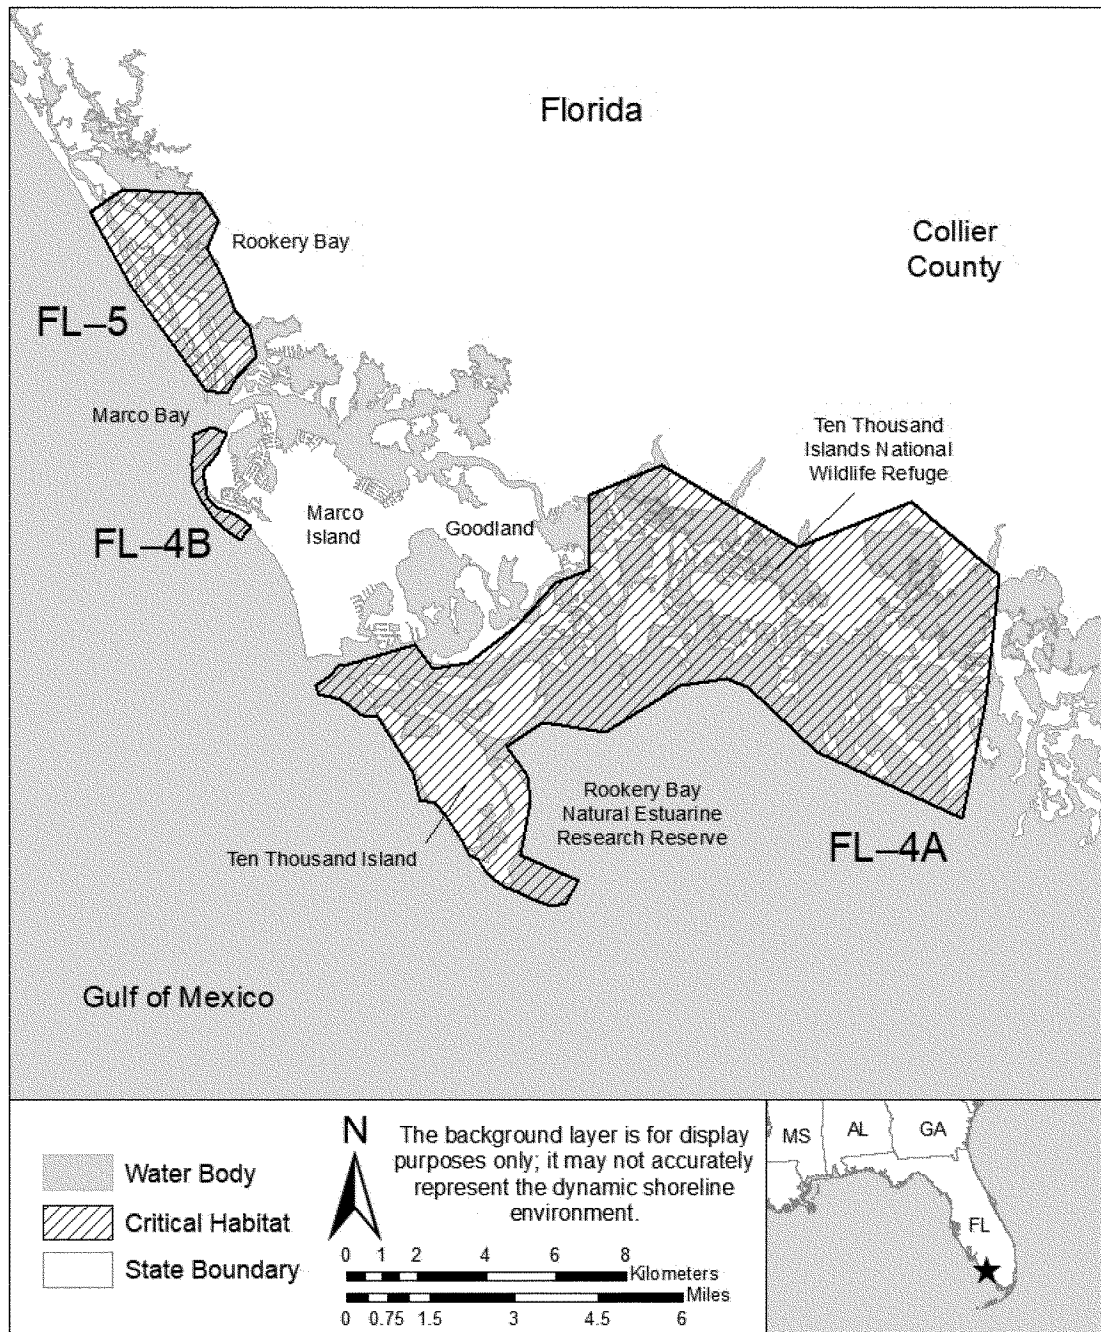 Florida
Collier
County
Rookery Bay
FL–5
Marco Bay
Ten Thousand
Islands National
Wildlife Refuge
FL–4B
Marco
Island
Goodland
Rookery Bay
Natural Estuarine
Research Reserve
FL–4A
Ten Thousand Island
Gulf of Mexico
Water Body
Critical Habitat
State Boundary
N
The background layer is for display
purposes only; it may not accurately
represent the dynamic shoreline
environment.
0 1 2 4 6 8
Kilometers
Miles
0 0.75 1.5 3 4.5 6
MS AL GA
FL